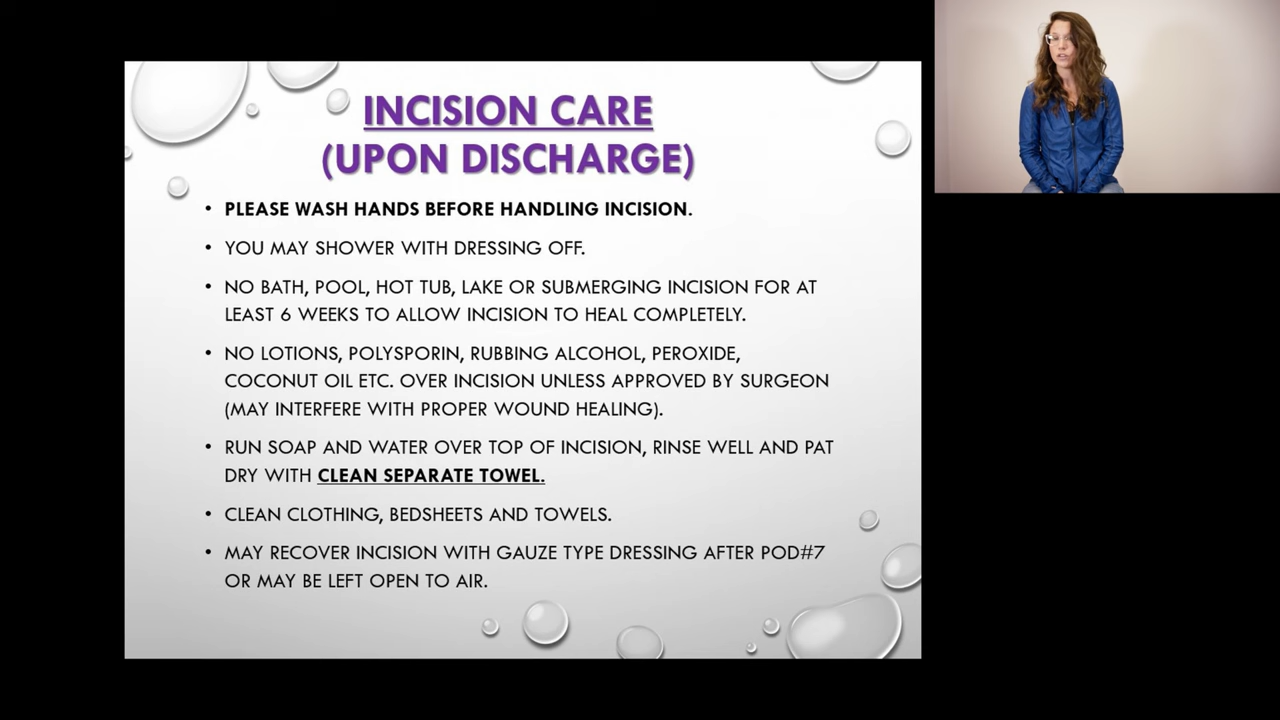 INCISION CARE
(UPON DISCHARGE)
• PLEASE WASH HANDS BEFORE HANDLING INCISION.
• YOU MAY SHOWER WITH DRESSING OFF.
• NO BATH, POOL, HOT TUB, LAKE OR SUBMERGING INCISION FOR AT
LEAST 6 WEEKS TO ALLOW INCISION TO HEAL COMPLETELY.
• NO LOTIONS, POLYSPORIN, RUBBING ALCOHOL, PEROXIDE,
COCONUT OIL ETC. OVER INCISION UNLESS APPROVED BY SURGEON
(MAY INTERFERE WITH PROPER WOUND HEALING).
• RUN SOAP AND WATER OVER TOP OF INCISION, RINSE WELL AND PAT
DRY WITH CLEAN SEPARATE TOWEL.
• CLEAN CLOTHING, BEDSHEETS AND TOWELS.
• MAY RECOVER INCISION WITH GAUZE TYPE DRESSING AFTER POD#7
OR MAY BE LEFT OPEN TO AIR.